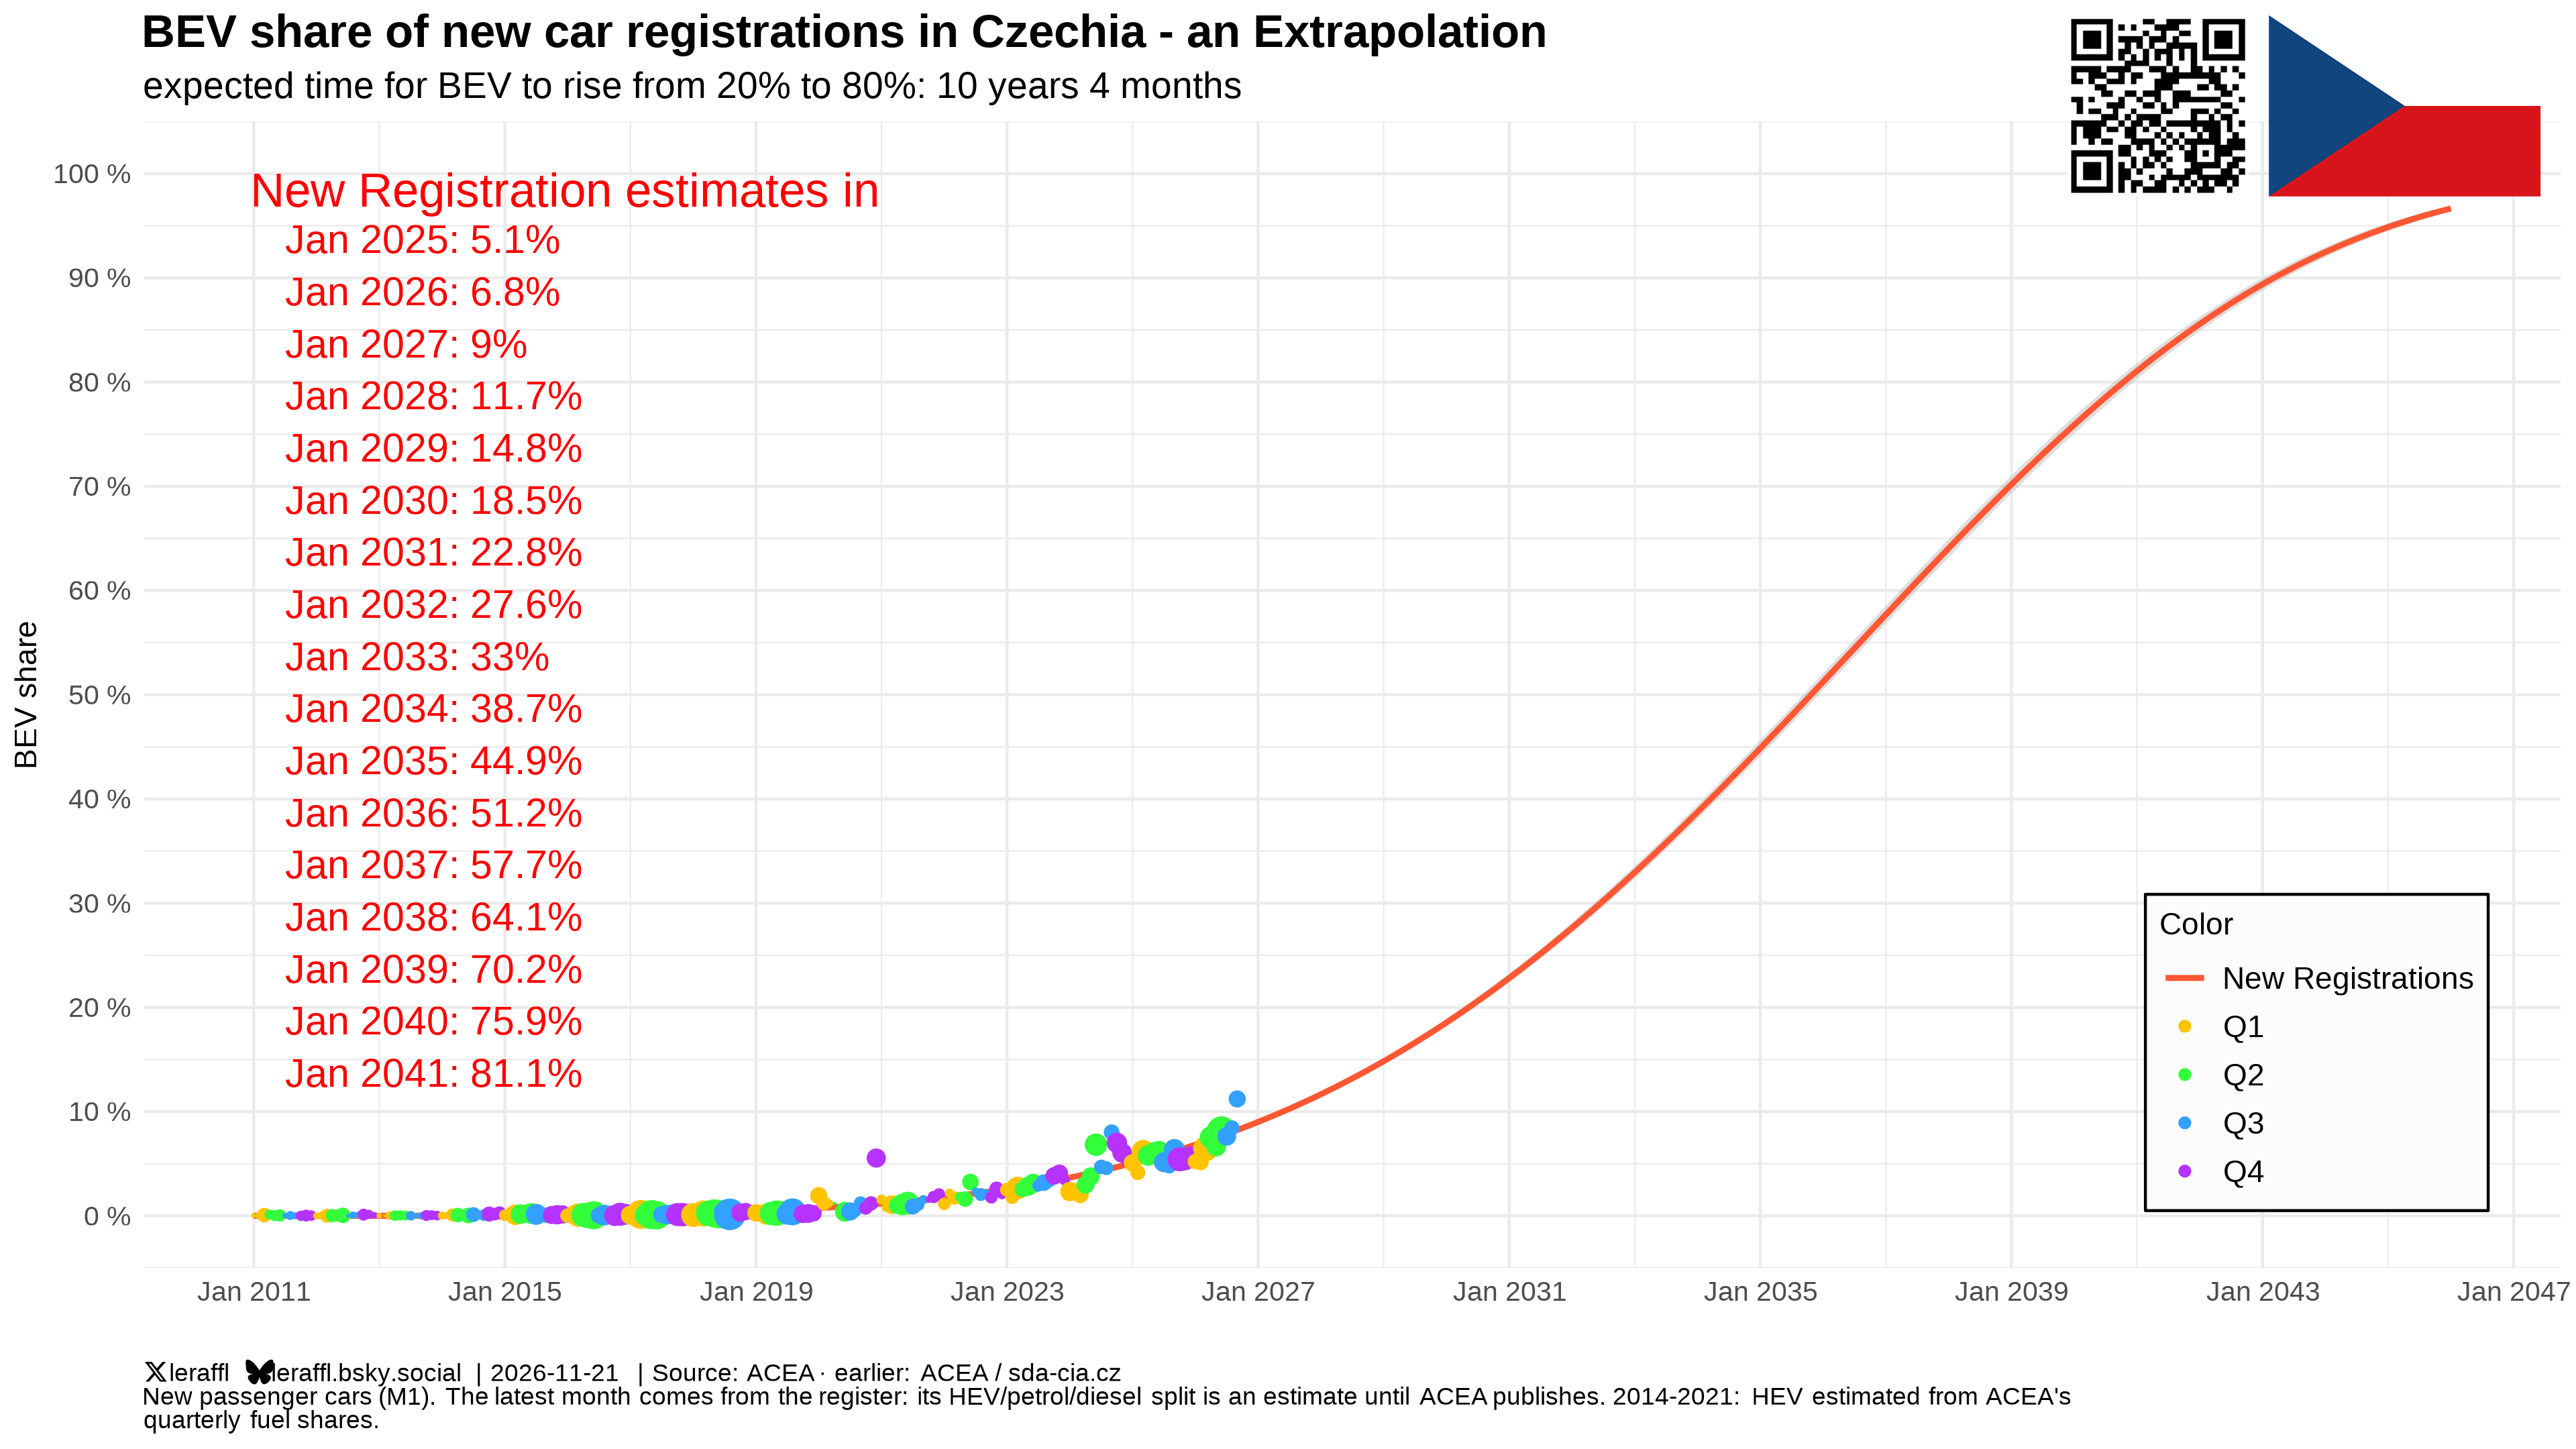 BEV share of new car registrations in Czechia - an Extrapolation
expected time for BEV to rise from 20% to 80%: 10 years 4 months
BEV share
100 %
90 %
80 %
70 %
60 %
50 %
40 %
30 %
20 %
10 %
0 %
New Registration estimates in
Jan 2025: 5.1%
Jan 2026: 6.8%
Jan 2027: 9%
Jan 2028: 11.7%
Jan 2029: 14.8%
Jan 2030: 18.5%
Jan 2031: 22.8%
Jan 2032: 27.6%
Jan 2033: 33%
Jan 2034: 38.7%
Jan 2035: 44.9%
Jan 2036: 51.2%
Jan 2037: 57.7%
Jan 2038: 64.1%
Jan 2039: 70.2%
Jan 2040: 75.9%
Jan 2041: 81.1%
Color
New Registrations
Q1
Q2
Q3
Q4
Jan 2011 Jan 2015 Jan 2019 Jan 2023 Jan 2027 Jan 2031 Jan 2035 Jan 2039 Jan 2043 Jan 2047
leraffl leraffl.bsky.social | 2026-11-21 | Source: ACEA · earlier: ACEA / sda-cia.cz
New passenger cars (M1). The latest month comes from the register: its HEV/petrol/diesel split is an estimate until ACEA publishes. 2014-2021: HEV estimated from ACEA's
quarterly fuel shares.